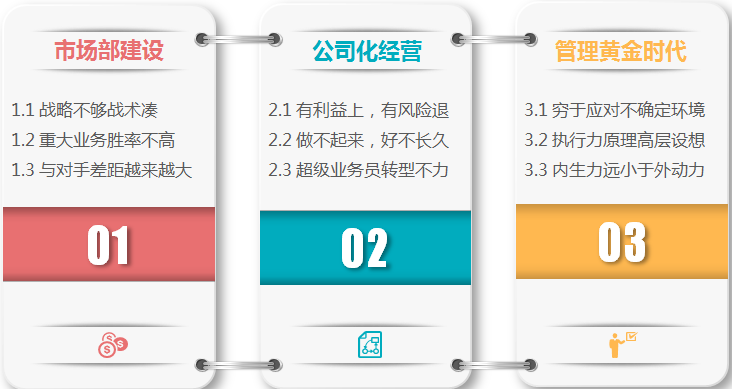 市场部建设
1.1 战略不够战术凑
1.2 重大业务胜率不高
1.3 与对手差距越来越大
01
公司化经营
2.1 有利益上，有风险退
2.2 做不起来，好不长久
2.3 超级业务员转型不力
02
管理黄金时代
3.1 穷于应对不确定环境
3.2 执行力原理高层设想
3.3 内生力远小于外动力
03